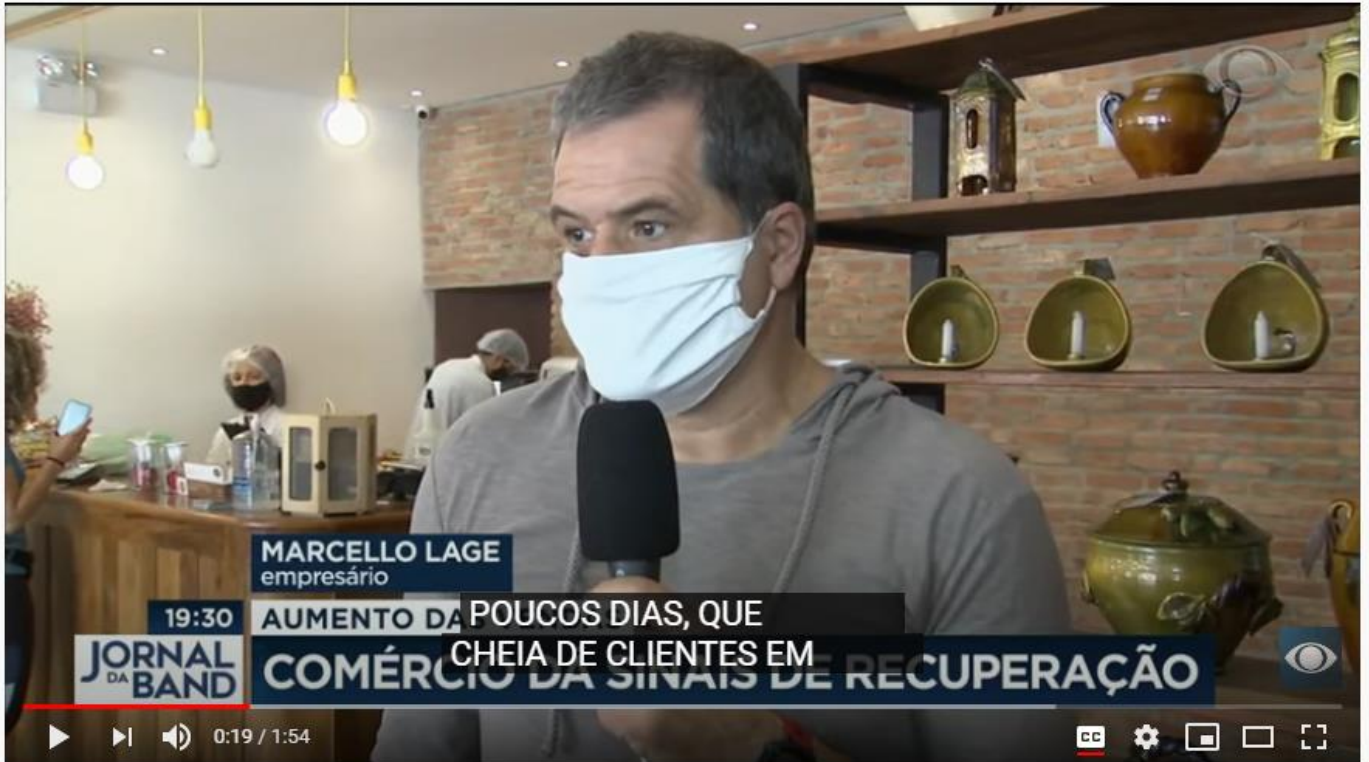 MARCELLO LAGE
empresário
19:30 AUMENTO DA
POUCOS DIAS, QUE
CHEIA DE CLIENTES EM
JORNAL DA BAND
COMÉRCIO DÁ SINAIS DE RECUPERAÇÃO
0:19 / 1:54
CC